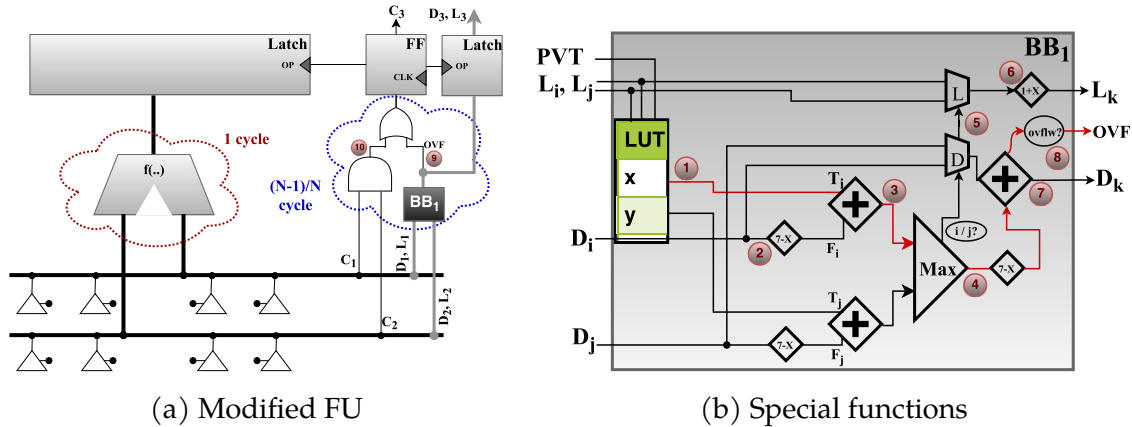 C3
D3, L3
Latch
OP
FF
CLK
Latch
OP
1 cycle
f(..)
(N-1)/N
cycle
10
OVF
9
BB1
C1
D1, L1
C2
D2, L2
(a) Modified FU
BB1
PVT
Li, Lj
LUT
x
y
1
Di
2
7-X
Fi
Ti
3
Dj
7-X
Fj
Tj
Max
4
7-X
i / j?
L
5
D
6
1+X
Lk
ovflw?
OVF
8
7
Dk
(b) Special functions